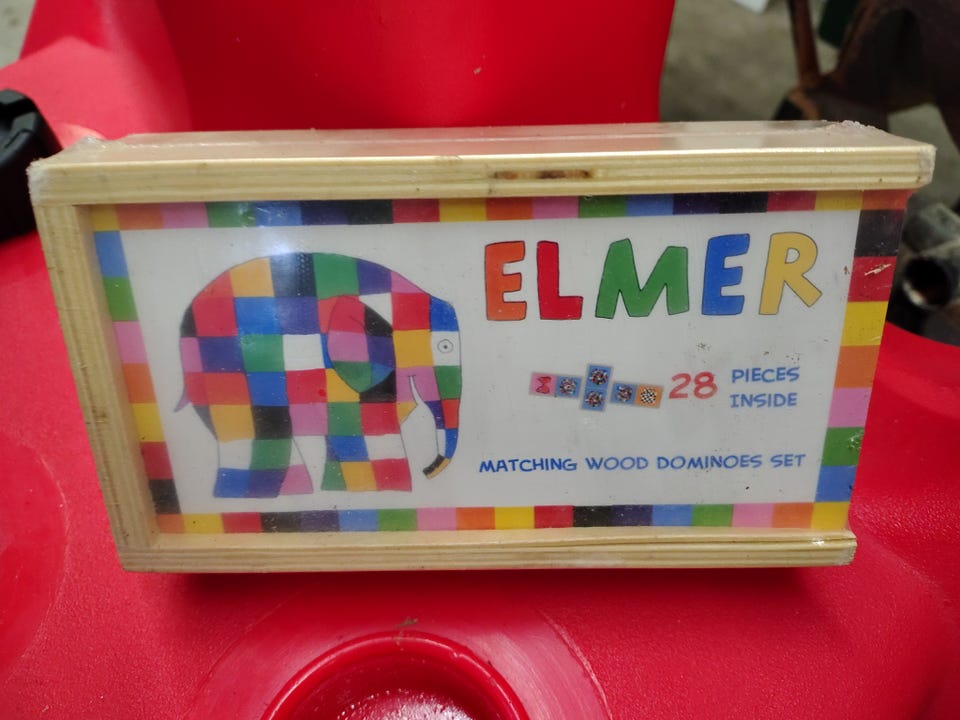 ELMER
28 PIECES
INSIDE
MATCHING WOOD DOMINOES SET